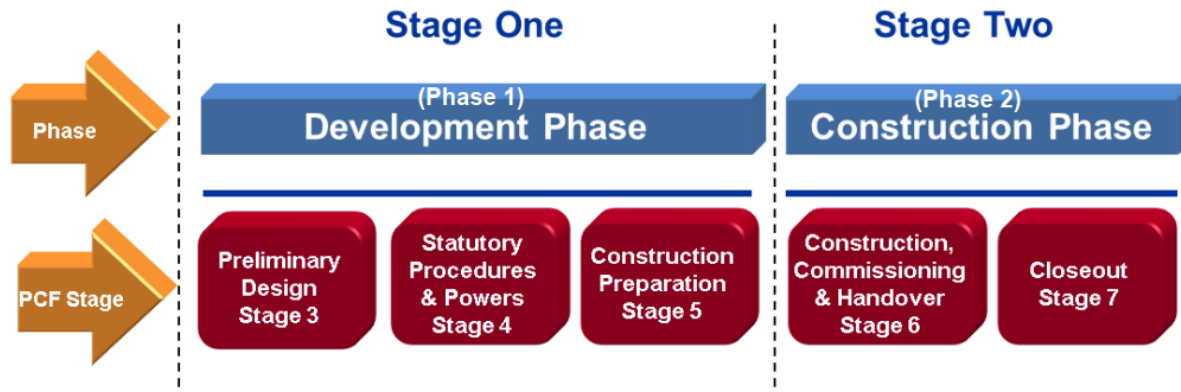 Stage One
Stage Two
Phase
(Phase 1)
Development Phase
(Phase 2)
Construction Phase
PCF Stage
Preliminary
Design
Stage 3
Statutory
Procedures
& Powers
Stage 4
Construction
Preparation
Stage 5
Construction,
Commissioning
& Handover
Stage 6
Closeout
Stage 7